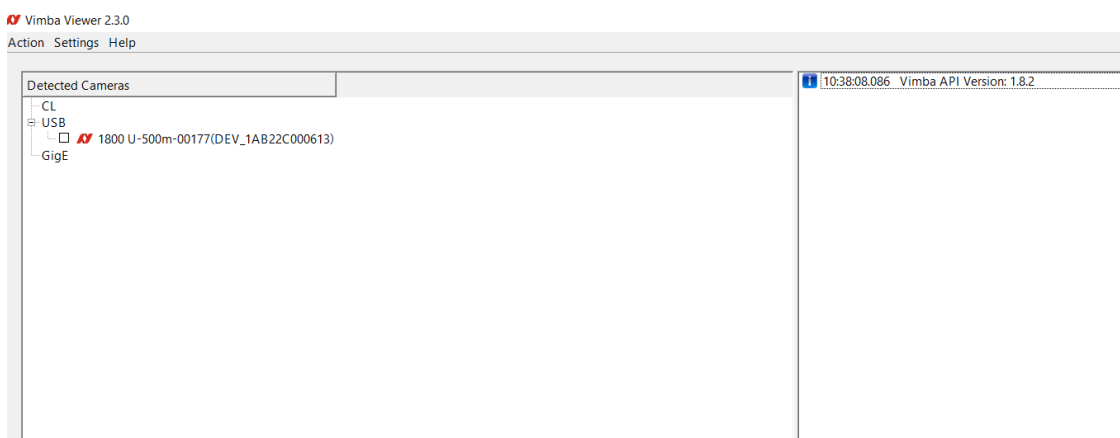 Vimba Viewer 2.3.0
Action Settings Help
Detected Cameras
CL
USB
1800 U-500m-00177(DEV_1AB22C000613)
GigE
10:38:08.086 Vimba API Version: 1.8.2